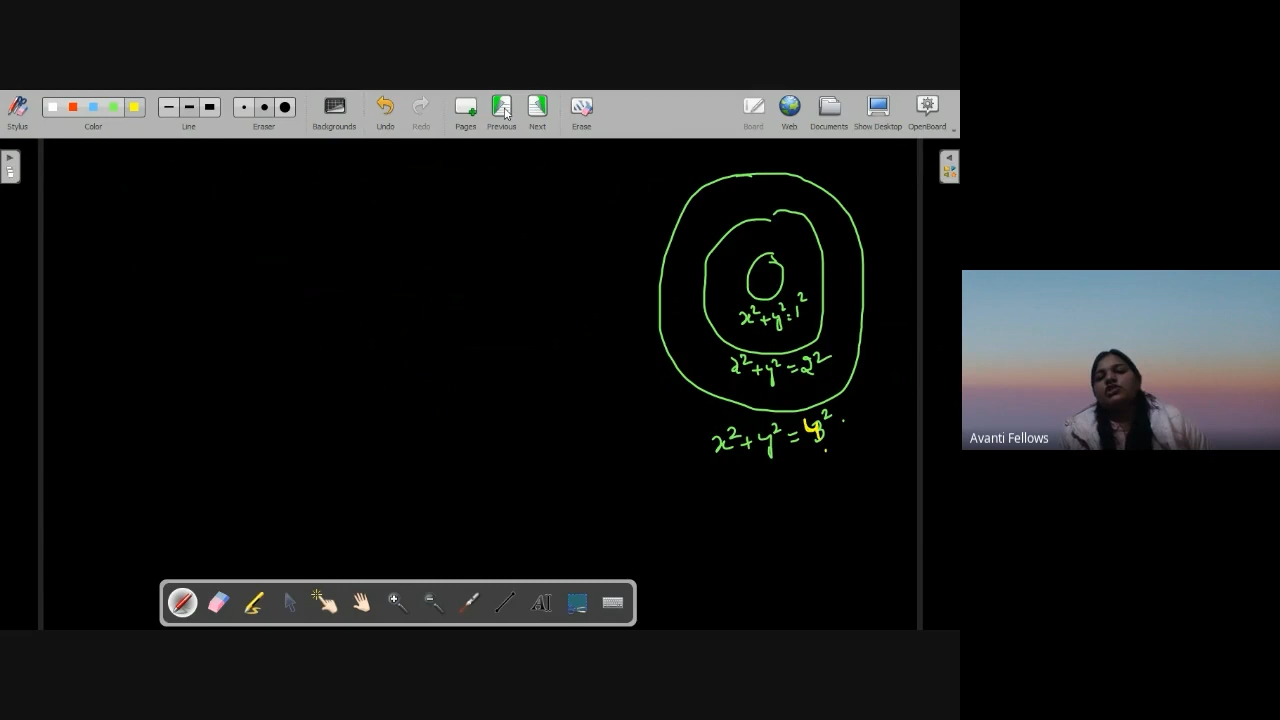 Stylus Color Line Eraser Backgrounds Undo Redo Pages Previous Next Erase Board Web Documents Show Desktop OpenBoard
x²+y²=1²
x²+y²=2²
x²+y²=
Avanti Fellows
AI